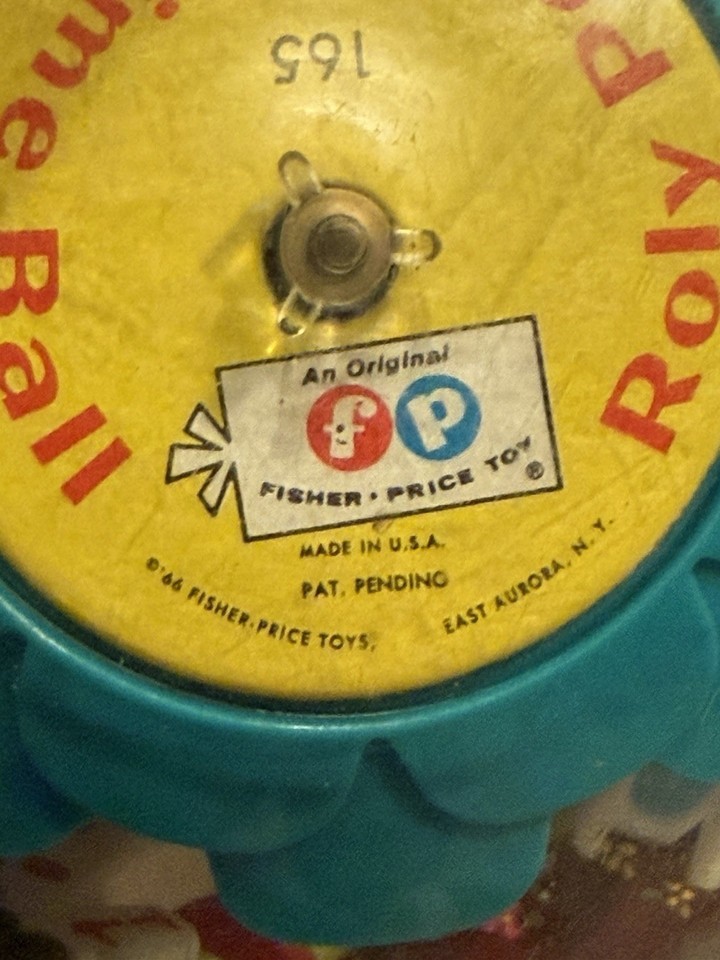 165
Roly Po
ime Ball
An Original
fp
FISHER·PRICE TOY ®
MADE IN U.S.A.
PAT. PENDING
©'66 FISHER-PRICE TOYS, EAST AURORA, N.Y.